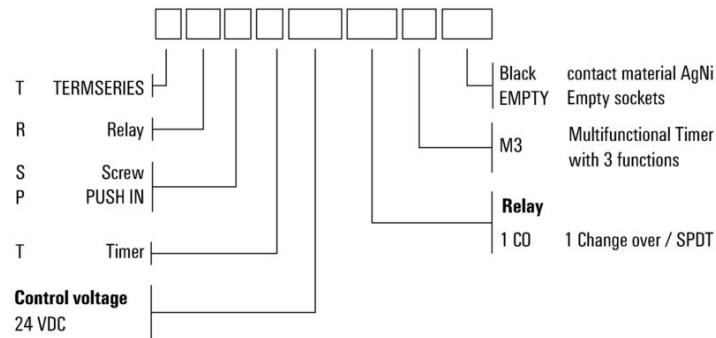 T TERMSERIES
R Relay
S Screw
P PUSH IN
T Timer
Control voltage
24 VDC
Black contact material AgNi
EMPTY Empty sockets
M3 Multifunctional Timer
with 3 functions
Relay
1 CO 1 Change over / SPDT